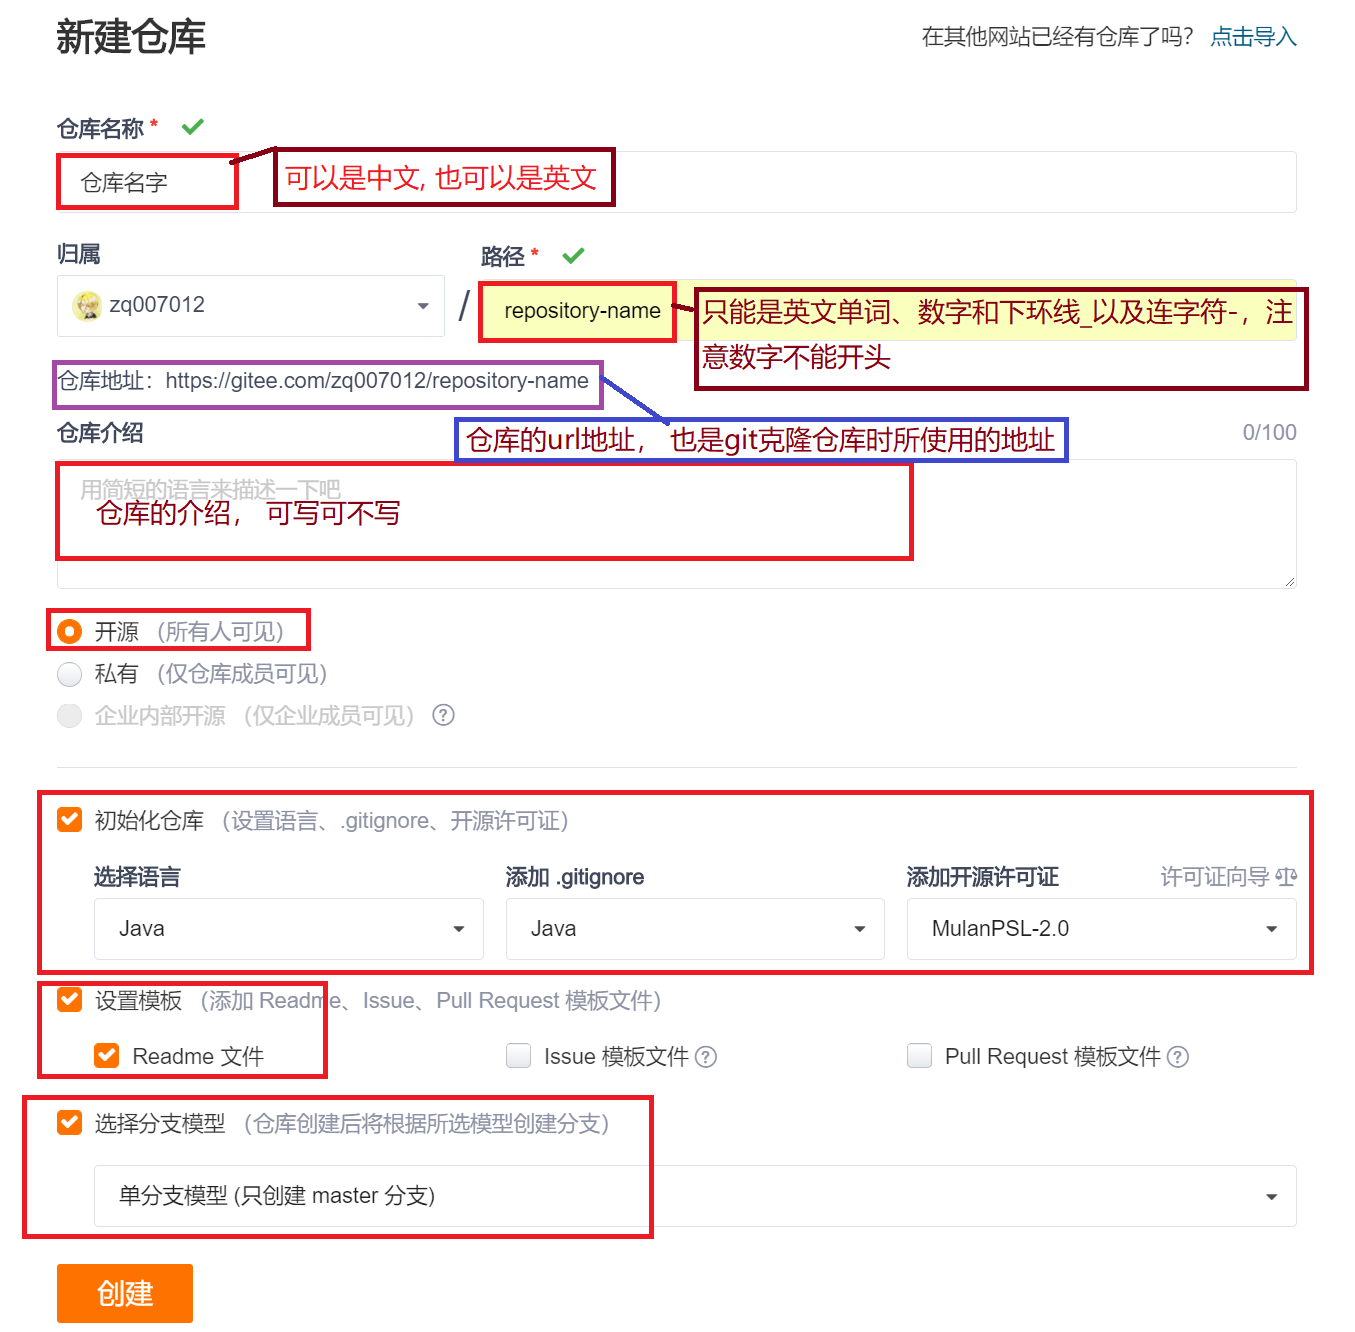 新建仓库
在其他网站已经有仓库了吗? 点击导入
仓库名称 *
仓库名字
可以是中文, 也可以是英文
归属
路径 *
zq007012
/
repository-name
只能是英文单词、数字和下环线_以及连字符-，注
意数字不能开头
仓库地址：https://gitee.com/zq007012/repository-name
仓库介绍
仓库的url地址， 也是git克隆仓库时所使用的地址
0/100
用简短的语言来描述一下吧
仓库的介绍， 可写可不写
开源 （所有人可见）
私有 （仅仓库成员可见）
企业内部开源 （仅企业成员可见） ?
初始化仓库 （设置语言、.gitignore、开源许可证）
选择语言
添加 .gitignore
添加开源许可证
许可证向导
Java
Java
MulanPSL-2.0
设置模板 （添加 Readme、Issue、Pull Request 模板文件）
Readme 文件
Issue 模板文件 ?
Pull Request 模板文件 ?
选择分支模型 （仓库创建后将根据所选模型创建分支）
单分支模型 (只创建 master 分支)
创建